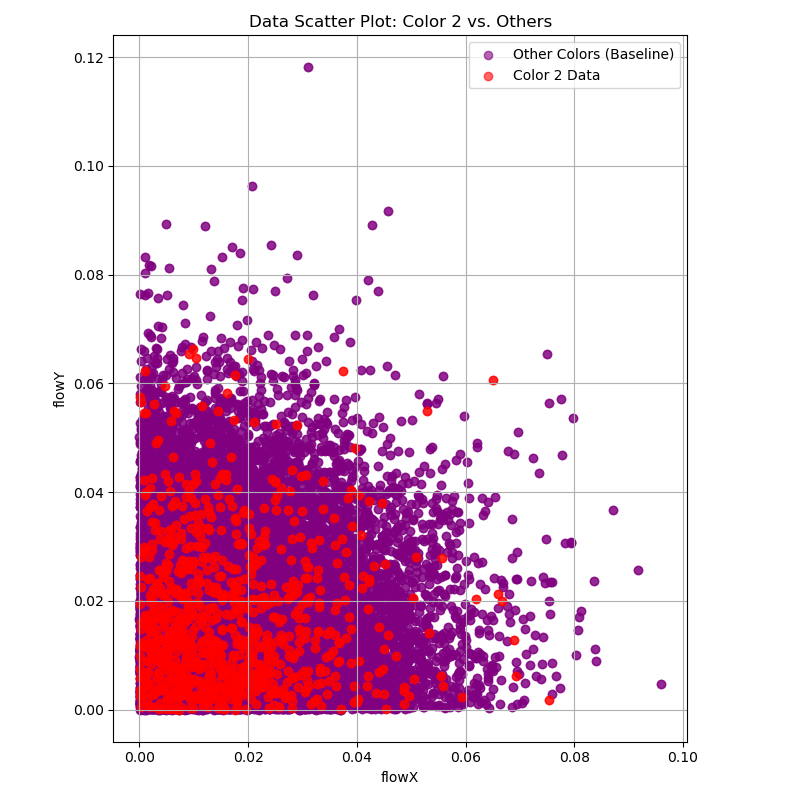 Data Scatter Plot: Color 2 vs. Others
Other Colors (Baseline)
Color 2 Data
0.12
0.10
0.08
0.06
0.04
0.02
0.00
flowY
0.00 0.02 0.04 0.06 0.08 0.10
flowX